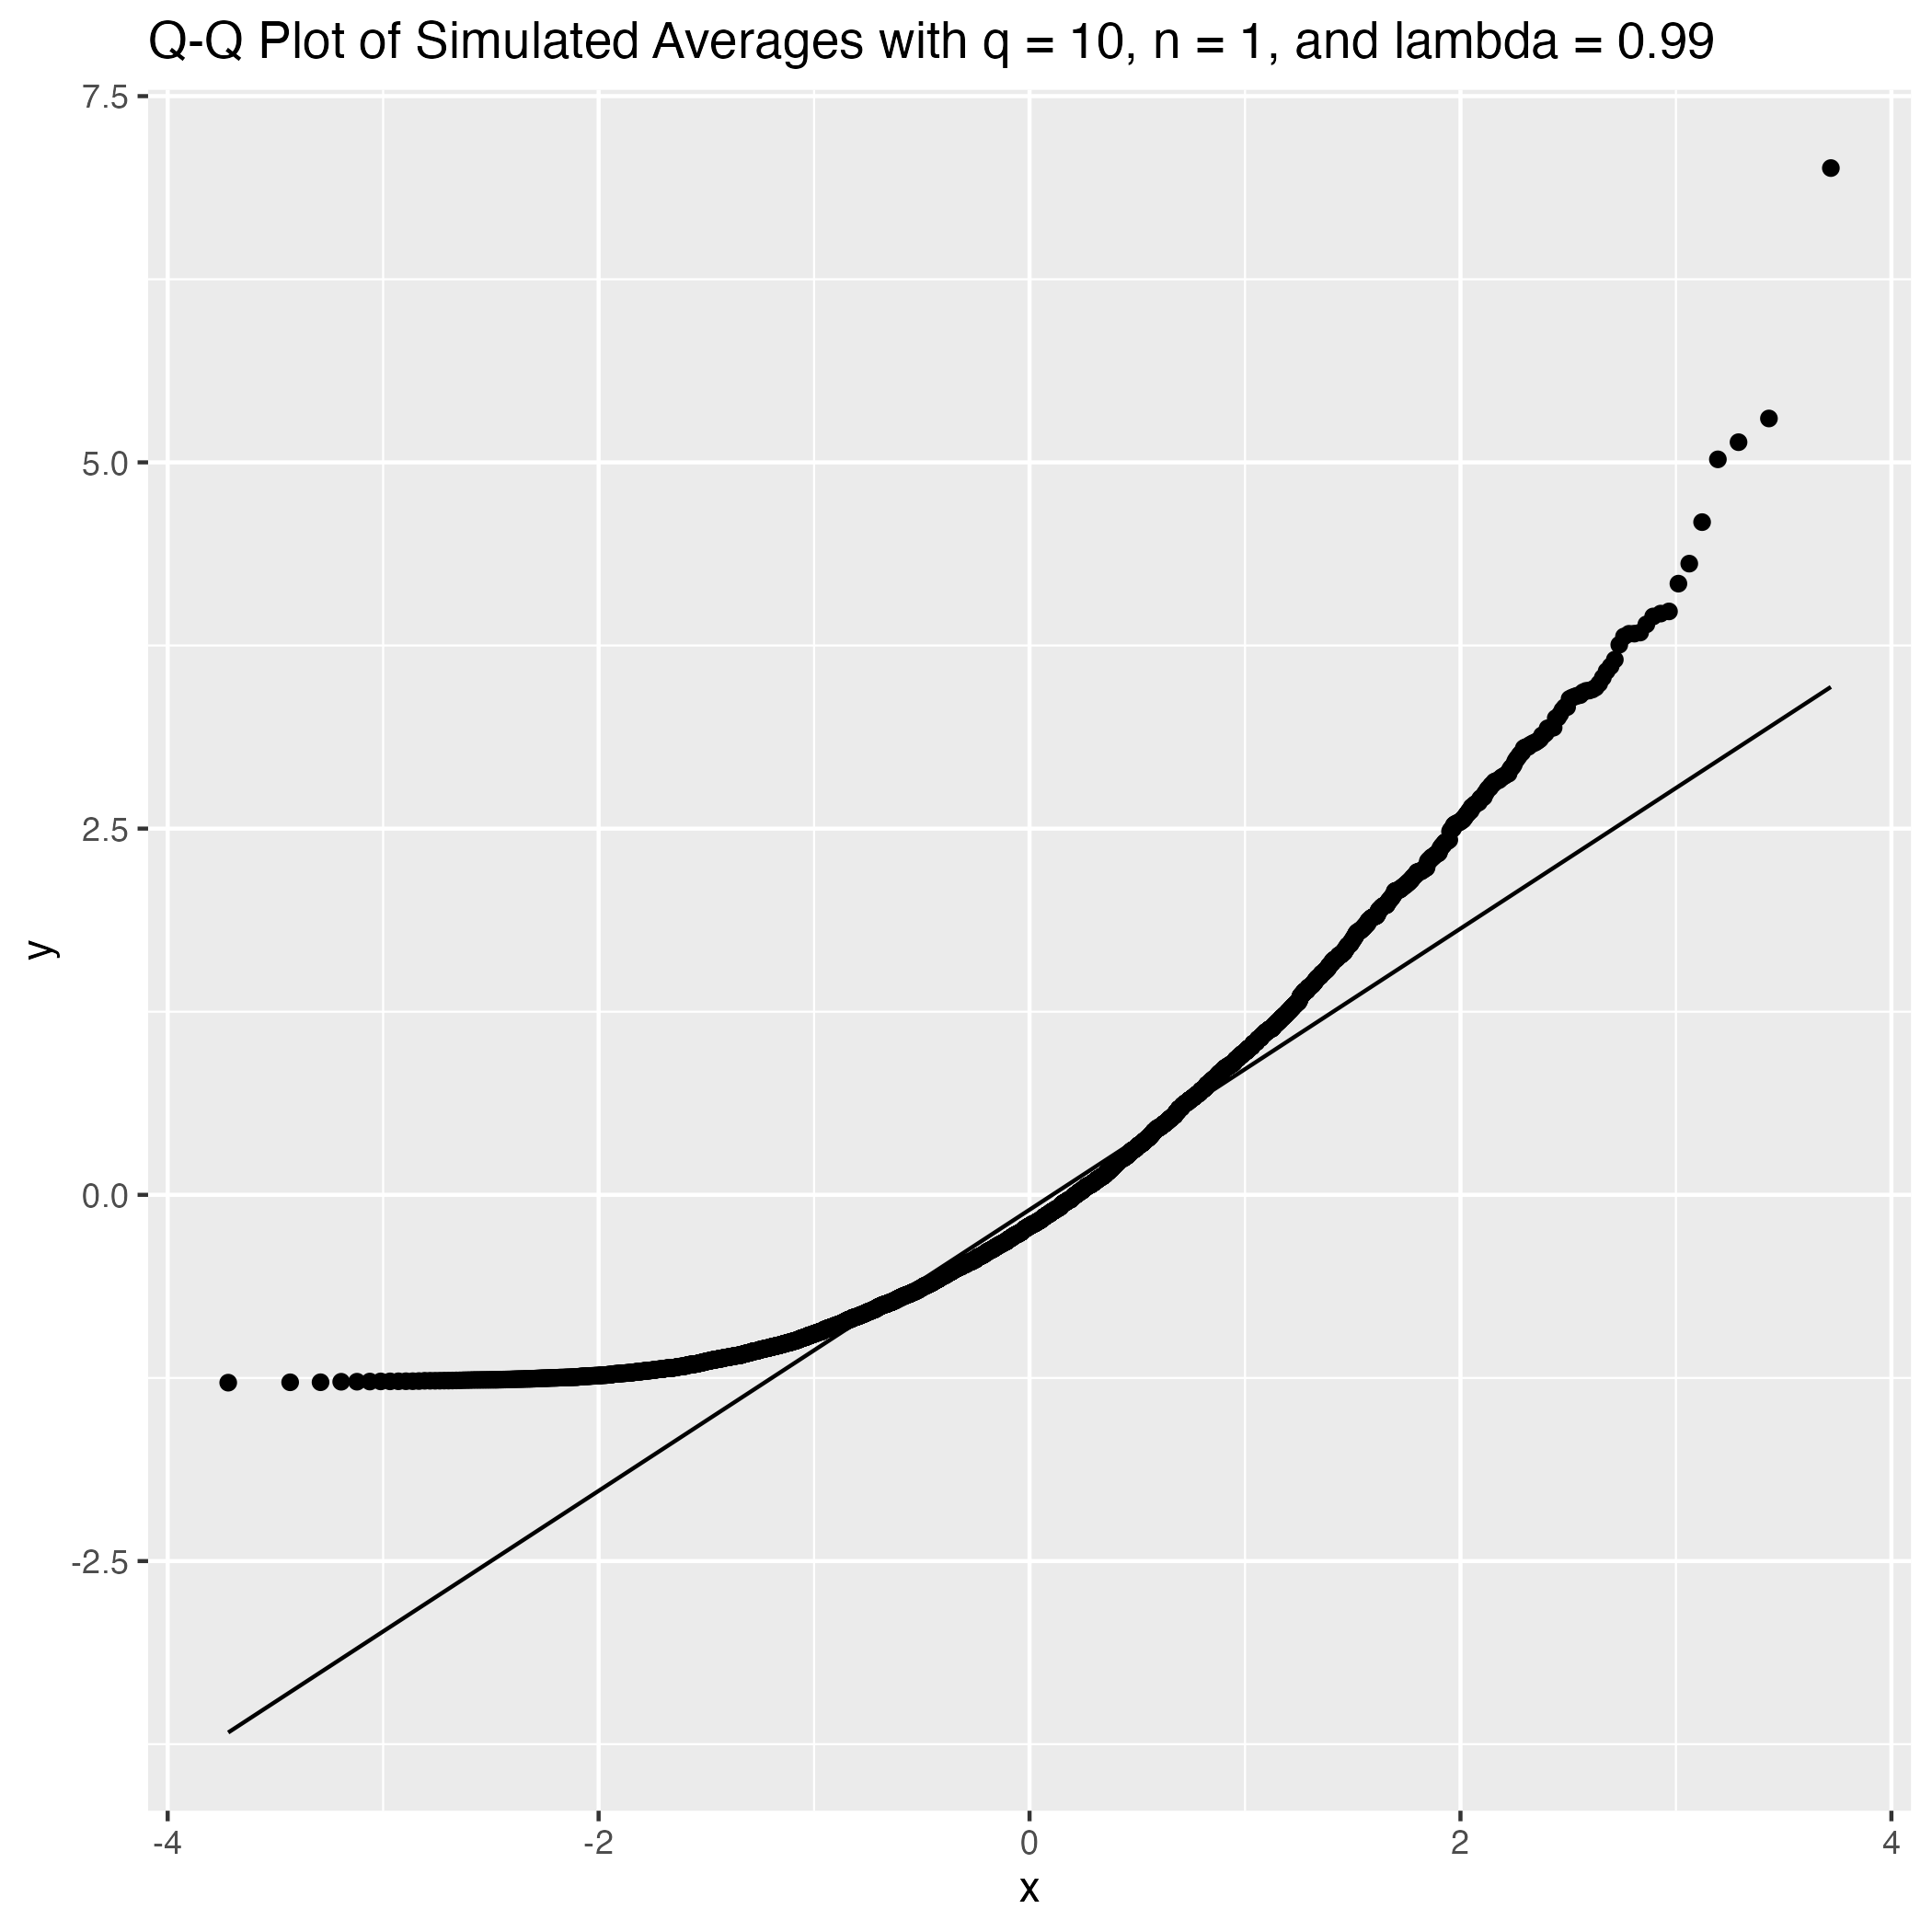 Q-Q Plot of Simulated Averages with q = 10, n = 1, and lambda = 0.99
7.5
5.0
2.5
0.0
-2.5
y
-4 -2 0 2 4
x